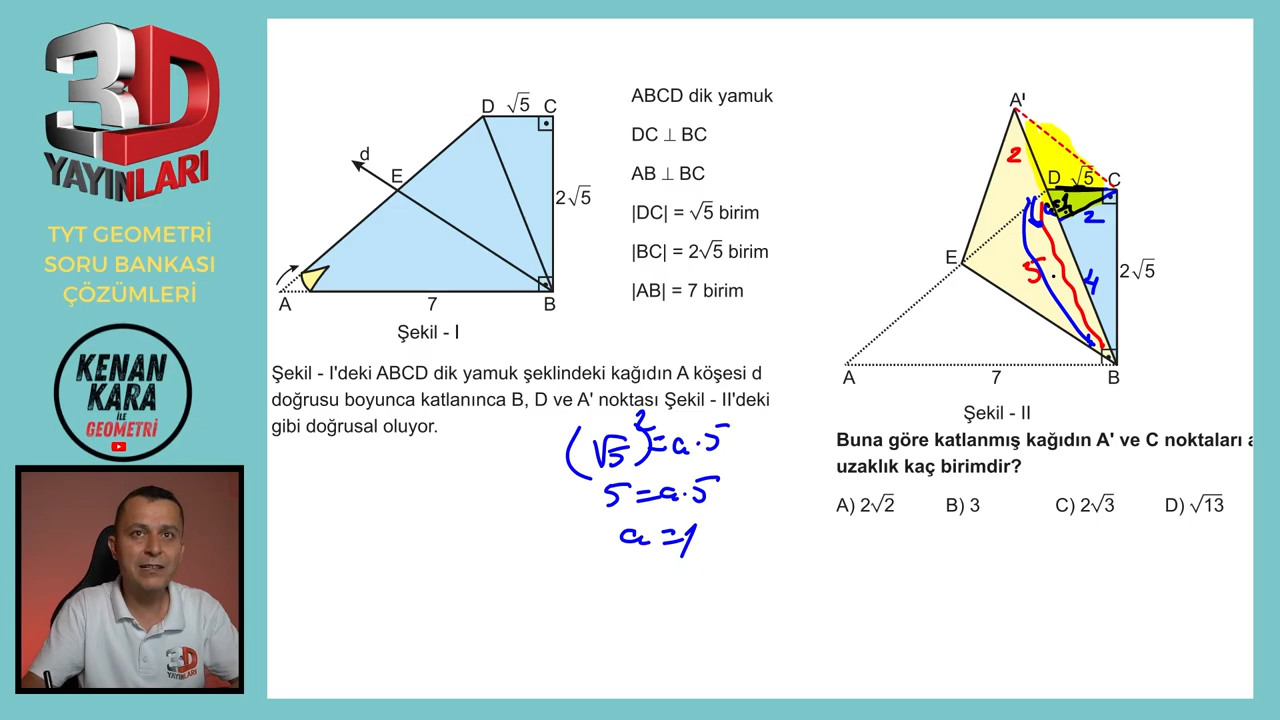 3D
YAYINLARI
TYT GEOMETRİ
SORU BANKASI
ÇÖZÜMLERİ
KENAN
KARA
İLE
GEOMETRİ
3D
YAYINLARI
D √5 C
d
E
2√5
A 7 B
Şekil - I
ABCD dik yamuk
DC ⊥ BC
AB ⊥ BC
|DC| = √5 birim
|BC| = 2√5 birim
|AB| = 7 birim
Şekil - I'deki ABCD dik yamuk şeklindeki kağıdın A köşesi d
doğrusu boyunca katlanınca B, D ve A' noktası Şekil - II'deki
gibi doğrusal oluyor.
(√5)² = a·5
5 = a·5
a = 1
A'
2
D √5 C
a=1
2
E
5
4
2√5
A 7 B
Şekil - II
Buna göre katlanmış kağıdın A' ve C noktaları a
uzaklık kaç birimdir?
A) 2√2 B) 3 C) 2√3 D) √13